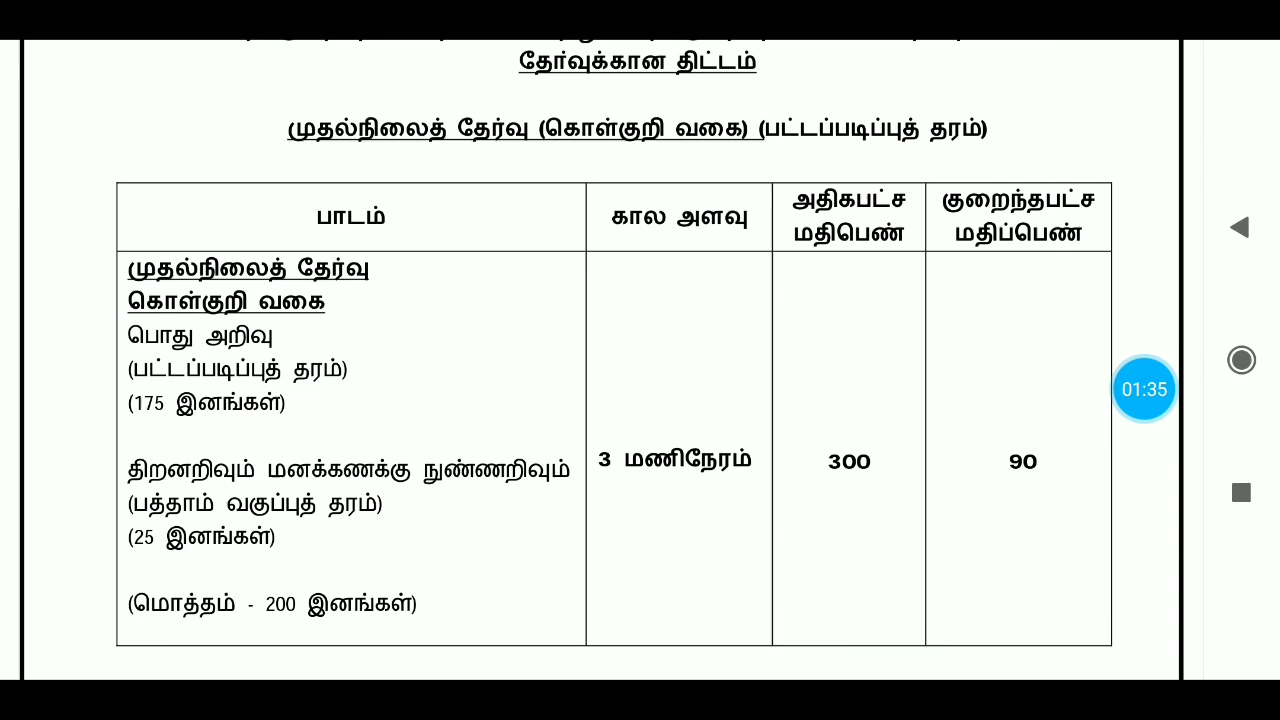 தேர்வுக்கான திட்டம்
முதல்நிலைத் தேர்வு (கொள்குறி வகை) (பட்டப்படிப்புத் தரம்)
பாடம்
கால அளவு
அதிகபட்ச
மதிபெண்
குறைந்தபட்ச
மதிப்பெண்
முதல்நிலைத் தேர்வு
கொள்குறி வகை
பொது அறிவு
(பட்டப்படிப்புத் தரம்)
(175 இனங்கள்)
திறனறிவும் மனக்கணக்கு நுண்ணறிவும்
(பத்தாம் வகுப்புத் தரம்)
(25 இனங்கள்)
(மொத்தம் - 200 இனங்கள்)
3 மணிநேரம்
300
90
01:35